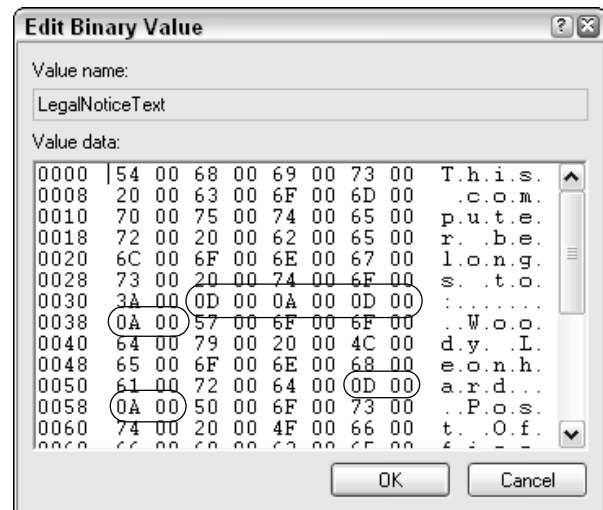 Edit Binary Value
Value name:
LegalNoticeText
Value data:
0000 54 00 68 00 69 00 73 00 T.h.i.s.
0008 20 00 63 00 6F 00 6D 00 .c.o.m.
0010 70 00 75 00 74 00 65 00 p.u.t.e.
0018 72 00 20 00 62 00 65 00 r. .b.e.
0020 6C 00 6F 00 6E 00 67 00 l.o.n.g.
0028 73 00 20 00 74 00 6F 00 s. .t.o.
0030 3A 00 0D 00 0A 00 0D 00 :.......
0038 0A 00 57 00 6F 00 6F 00 ..W.o.o.
0040 64 00 79 00 20 00 4C 00 d.y. .L.
0048 65 00 6F 00 6E 00 68 00 e.o.n.h.
0050 61 00 72 00 64 00 0D 00 a.r.d...
0058 0A 00 50 00 6F 00 73 00 ..P.o.s.
0060 74 00 20 00 4F 00 66 00 t. .O.f.
OK Cancel